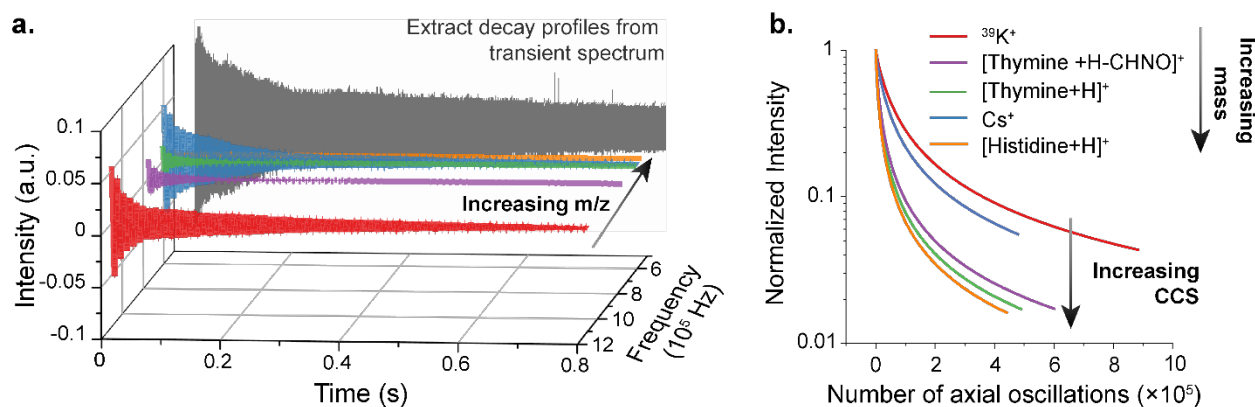 a.
Extract decay profiles from
transient spectrum
Intensity (a.u.)
0.1
0.05
0
-0.05
-0.1
Increasing m/z
0
0.2
0.4
0.6
0.8
Time (s)
6
8
10
12
Frequency
(10⁵ Hz)
b.
Normalized Intensity
1
0.1
0.01
³⁹K⁺
[Thymine +H-CHNO]⁺
[Thymine+H]⁺
Cs⁺
[Histidine+H]⁺
Increasing
mass
Increasing
CCS
0
2
4
6
8
10
Number of axial oscillations (×10⁵)